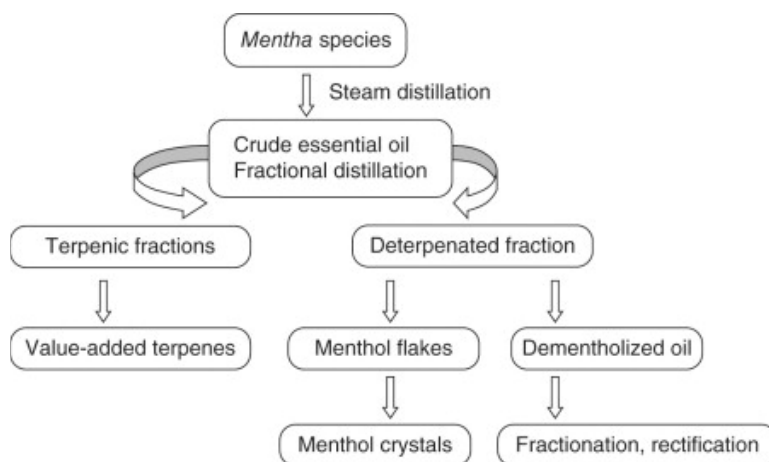 Mentha species
Steam distillation
Crude essential oil
Fractional distillation
Terpenic fractions
Deterpenated fraction
Value-added terpenes
Menthol flakes
Dementholized oil
Menthol crystals
Fractionation, rectification